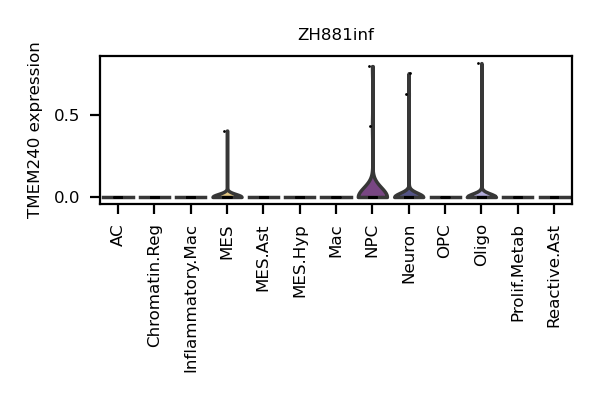 ZH881inf
TMEM240 expression
0.5
0.0
AC
Chromatin.Reg
Inflammatory.Mac
MES
MES.Ast
MES.Hyp
Mac
NPC
Neuron
OPC
Oligo
Prolif.Metab
Reactive.Ast